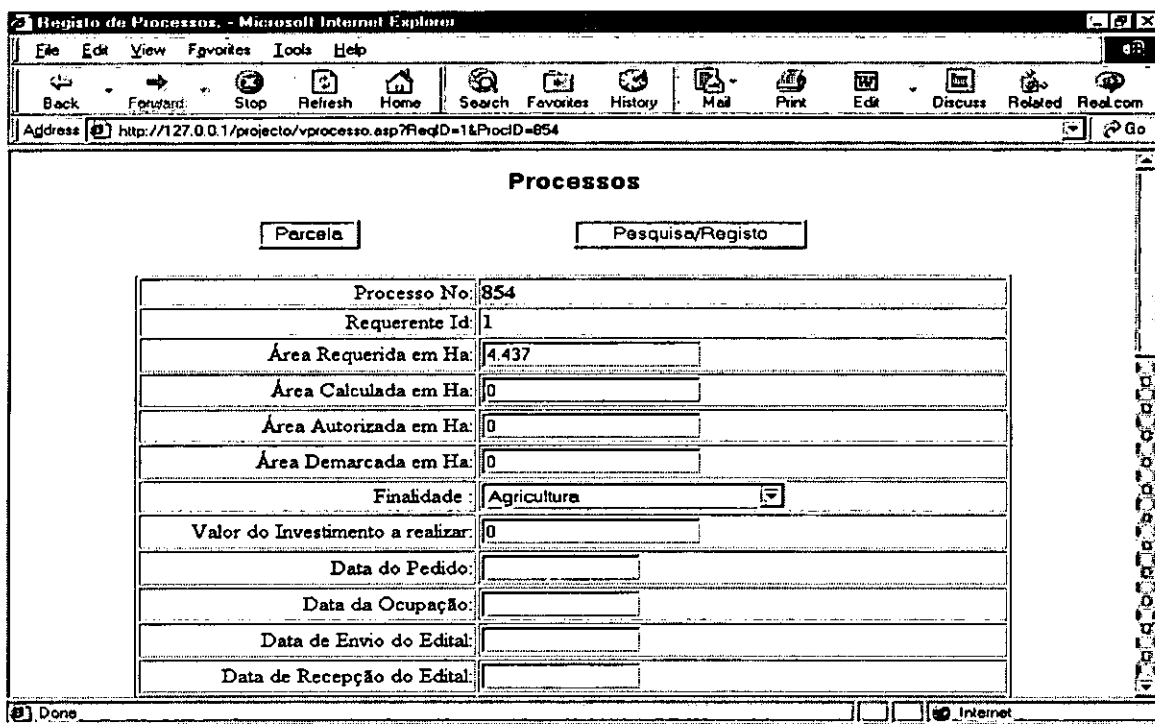 Registo de Processos. - Microsoft Internet Explorer
File Edit View Favorites Tools Help
Back Forward Stop Refresh Home Search Favorites History Mail Print Edit Discuss Related Real.com
Address http://127.0.0.1/projecto/vprocesso.asp?ReqID=1&ProcID=854 Go
Processos
Parcela Pesquisa/Registo
Processo No: 854
Requerente Id: 1
Área Requerida em Ha: 4.437
Área Calculada em Ha: 0
Área Autorizada em Ha: 0
Área Demarcada em Ha: 0
Finalidade : Agricultura
Valor do Investimento a realizar: 0
Data do Pedido:
Data da Ocupação:
Data de Envio do Edital:
Data de Recepção do Edital:
Done Internet